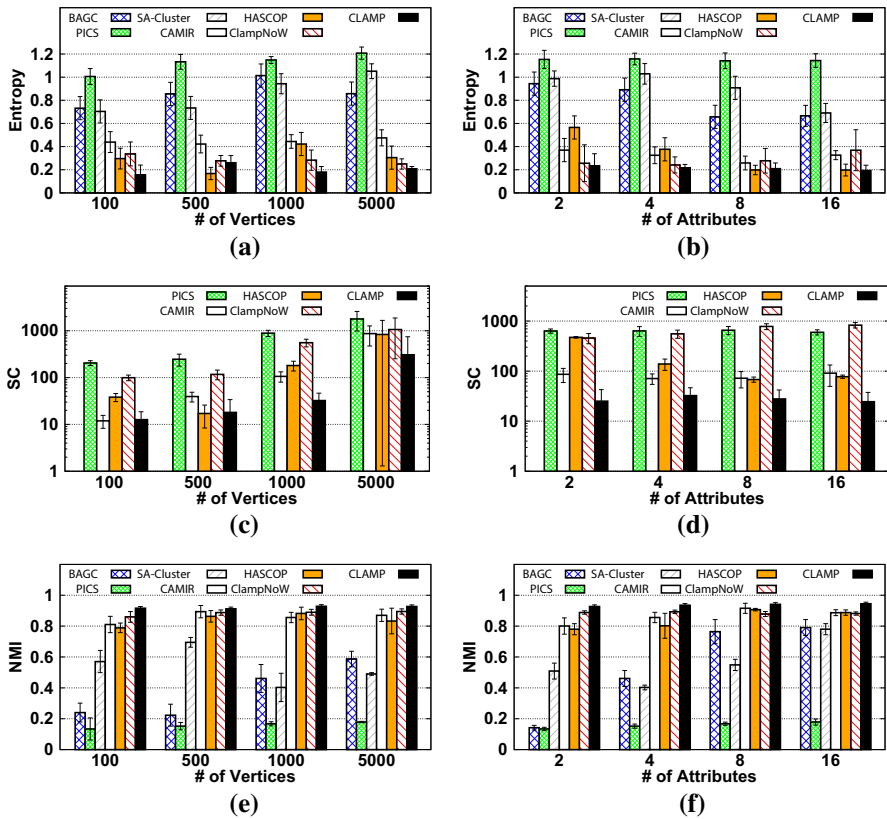 BAGC SA-Cluster HASCOP CLAMP
PICS CAMIR ClampNoW
Entropy
1.2
1
0.8
0.6
0.4
0.2
0
100 500 1000 5000
# of Vertices
(a)
BAGC SA-Cluster HASCOP CLAMP
PICS CAMIR ClampNoW
Entropy
1.2
1
0.8
0.6
0.4
0.2
0
2 4 8 16
# of Attributes
(b)
PICS HASCOP CLAMP
CAMIR ClampNoW
SC
1000
100
10
1
100 500 1000 5000
# of Vertices
(c)
PICS HASCOP CLAMP
CAMIR ClampNoW
SC
1000
100
10
1
2 4 8 16
# of Attributes
(d)
BAGC SA-Cluster HASCOP CLAMP
PICS CAMIR ClampNoW
NMI
1
0.8
0.6
0.4
0.2
0
100 500 1000 5000
# of Vertices
(e)
BAGC SA-Cluster HASCOP CLAMP
PICS CAMIR ClampNoW
NMI
1
0.8
0.6
0.4
0.2
0
2 4 8 16
# of Attributes
(f)